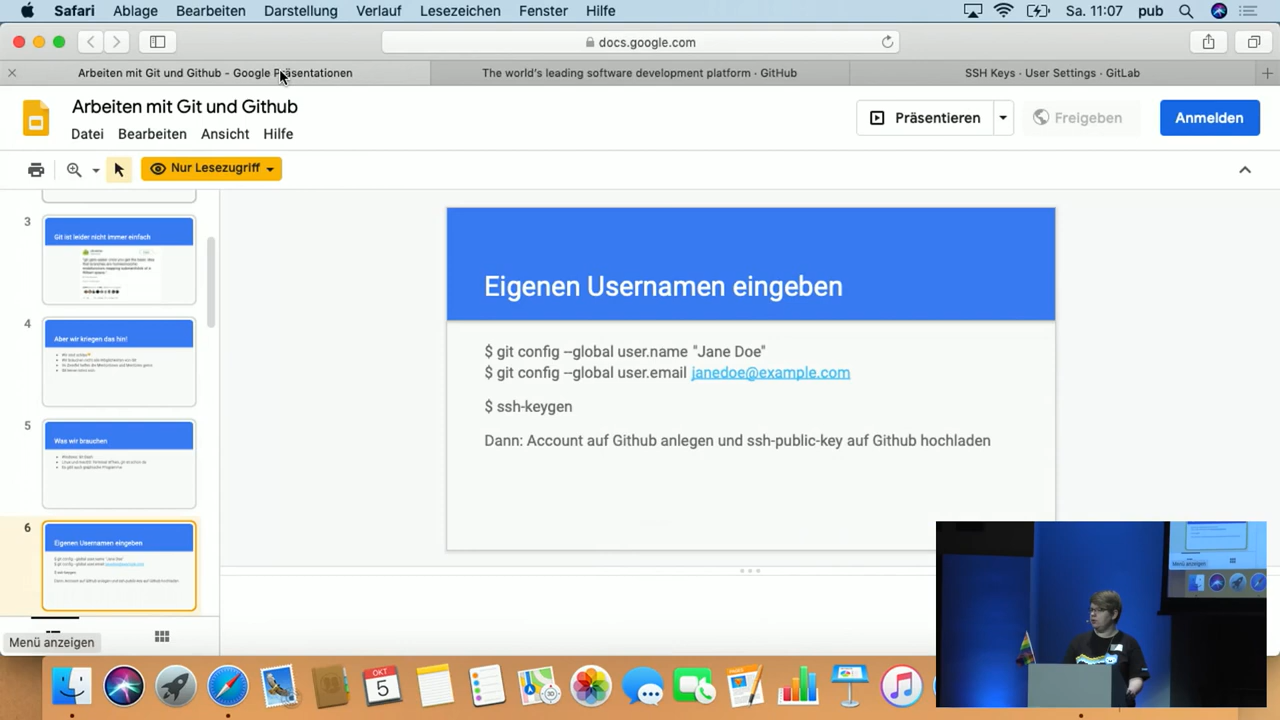 Safari Ablage Bearbeiten Darstellung Verlauf Lesezeichen Fenster Hilfe Sa. 11:07 pub
docs.google.com
Arbeiten mit Git und Github - Google Präsentationen
The world's leading software development platform · GitHub
SSH Keys · User Settings · GitLab
Arbeiten mit Git und Github
Datei Bearbeiten Ansicht Hilfe
Präsentieren
Freigeben
Anmelden
Nur Lesezugriff
3
Git ist leider nicht immer einfach
4
Aber wir kriegen das hin!
5
Was wir brauchen
6
Eigenen Usernamen eingeben
Eigenen Usernamen eingeben
$ git config --global user.name "Jane Doe"
$ git config --global user.email janedoe@example.com
$ ssh-keygen
Dann: Account auf Github anlegen und ssh-public-key auf Github hochladen
Menü anzeigen
OKT
5
Menü anzeigen